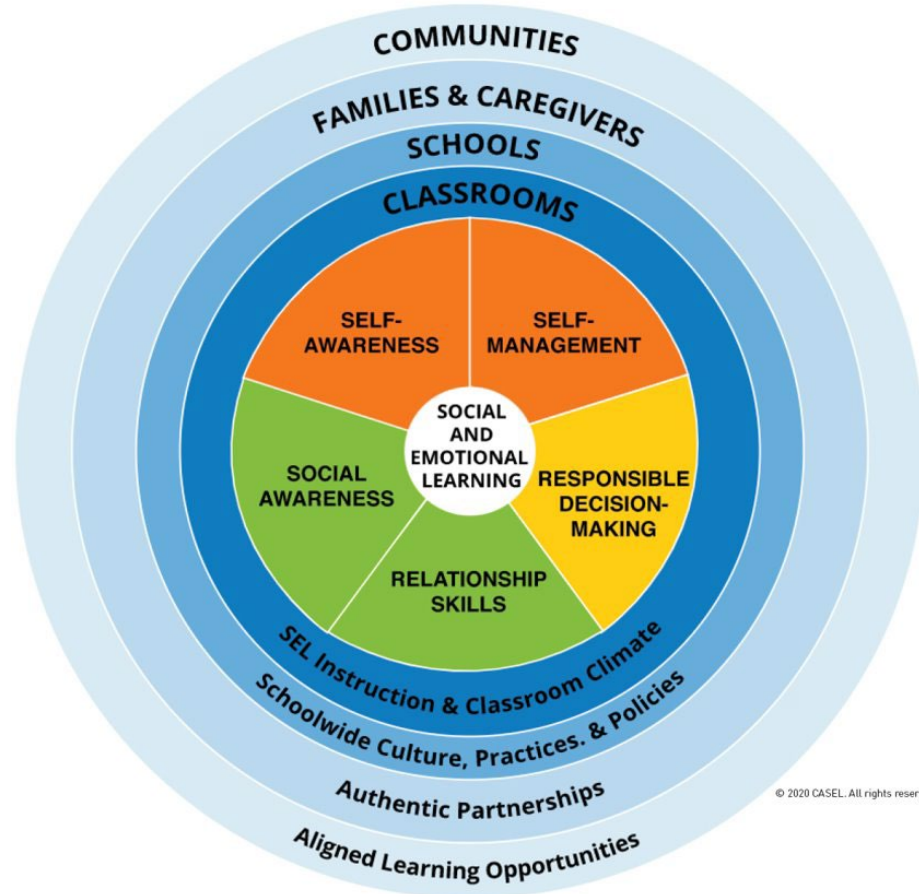 COMMUNITIES
FAMILIES & CAREGIVERS
SCHOOLS
CLASSROOMS
SELF-
AWARENESS
SELF-
MANAGEMENT
SOCIAL
AND
EMOTIONAL
LEARNING
SOCIAL
AWARENESS
RESPONSIBLE
DECISION-
MAKING
RELATIONSHIP
SKILLS
SEL Instruction & Classroom Climate
Schoolwide Culture, Practices. & Policies
Authentic Partnerships
Aligned Learning Opportunities
© 2020 CASEL. All rights reser